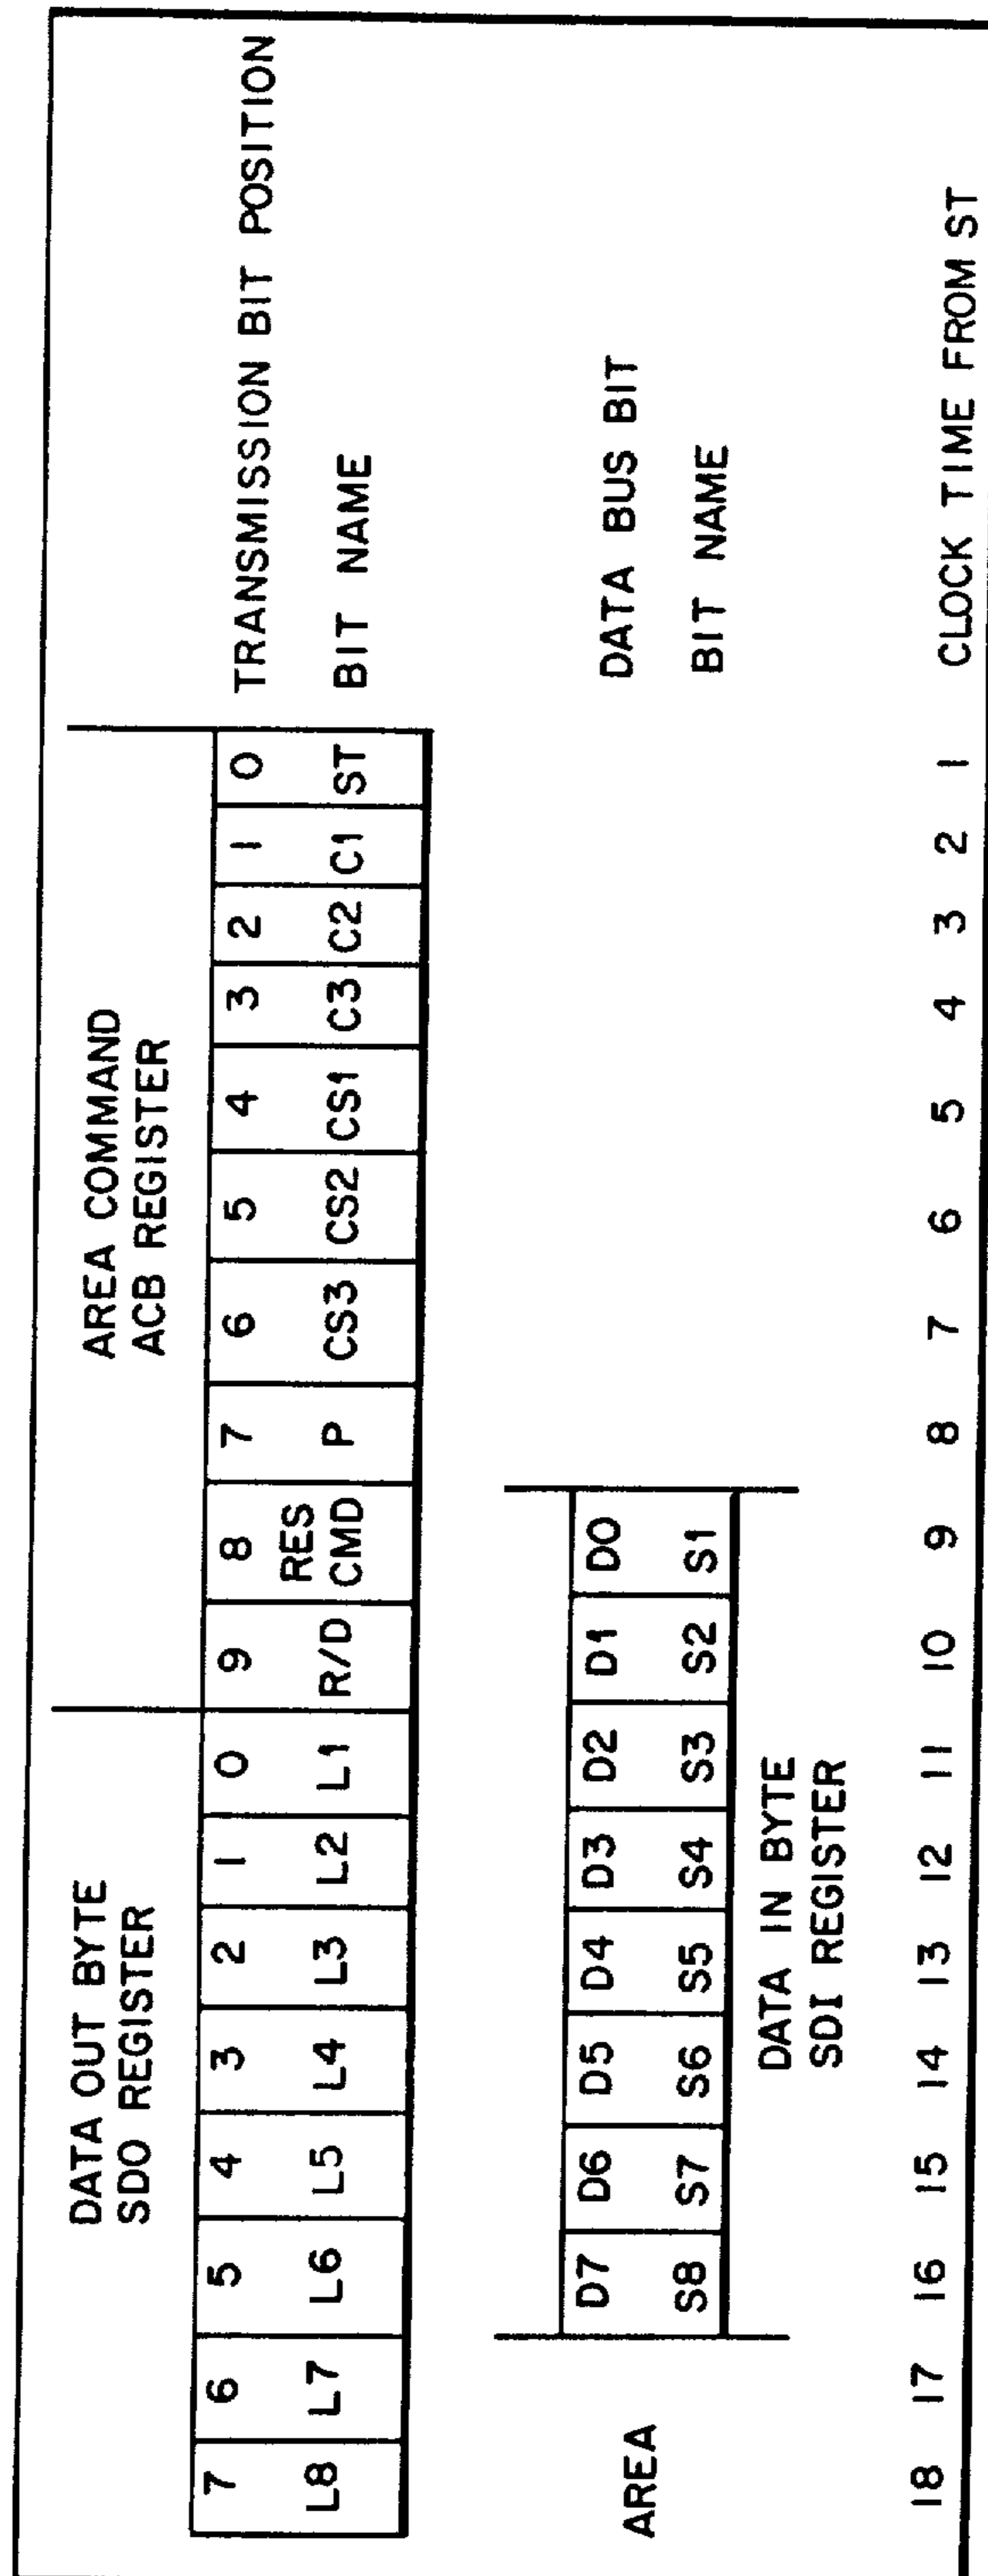 DATA OUT BYTE
SDO REGISTER
AREA COMMAND
ACB REGISTER
7 6 5 4 3 2 1 0 9 8 7 6 5 4 3 2 1 0 TRANSMISSION BIT POSITION
L8 L7 L6 L5 L4 L3 L2 L1 R/D RES CMD P CS3 CS2 CS1 C3 C2 C1 ST BIT NAME
D7 D6 D5 D4 D3 D2 D1 D0 DATA BUS BIT
AREA
S8 S7 S6 S5 S4 S3 S2 S1 BIT NAME
DATA IN BYTE
SDI REGISTER
18 17 16 15 14 13 12 11 10 9 8 7 6 5 4 3 2 1 CLOCK TIME FROM ST